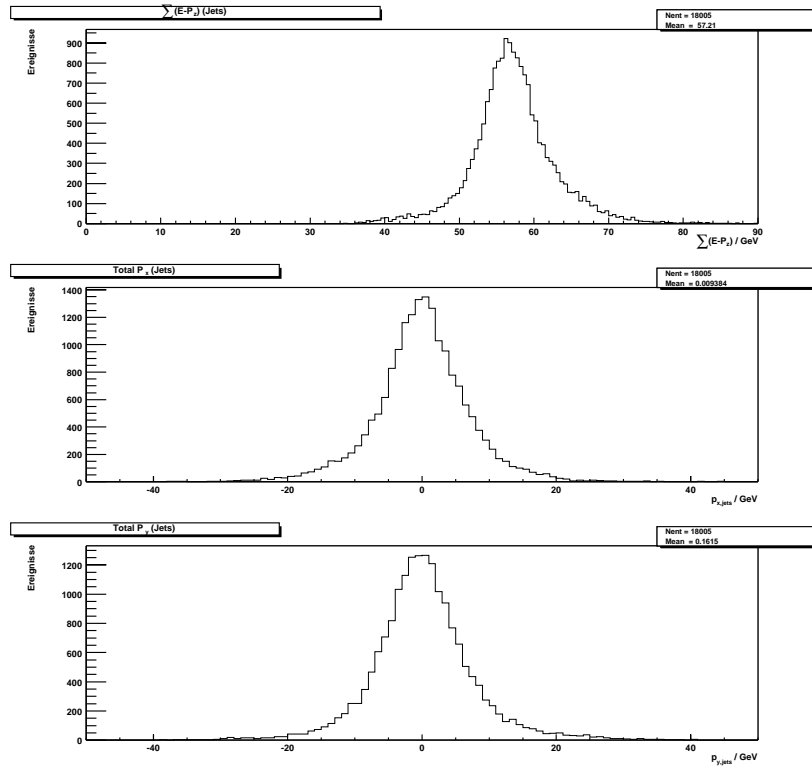 ∑(E-P_z) (Jets)
Nent = 18005
Mean = 57.21
Ereignisse
900
800
700
600
500
400
300
200
100
0
0 10 20 30 40 50 60 70 80 90
∑(E-P_z) / GeV
Total P_x (Jets)
Nent = 18005
Mean = 0.009384
Ereignisse
1400
1200
1000
800
600
400
200
0
-40 -20 0 20 40
p_x,jets / GeV
Total P_y (Jets)
Nent = 18005
Mean = 0.1615
Ereignisse
1200
1000
800
600
400
200
0
-40 -20 0 20 40
p_y,jets / GeV